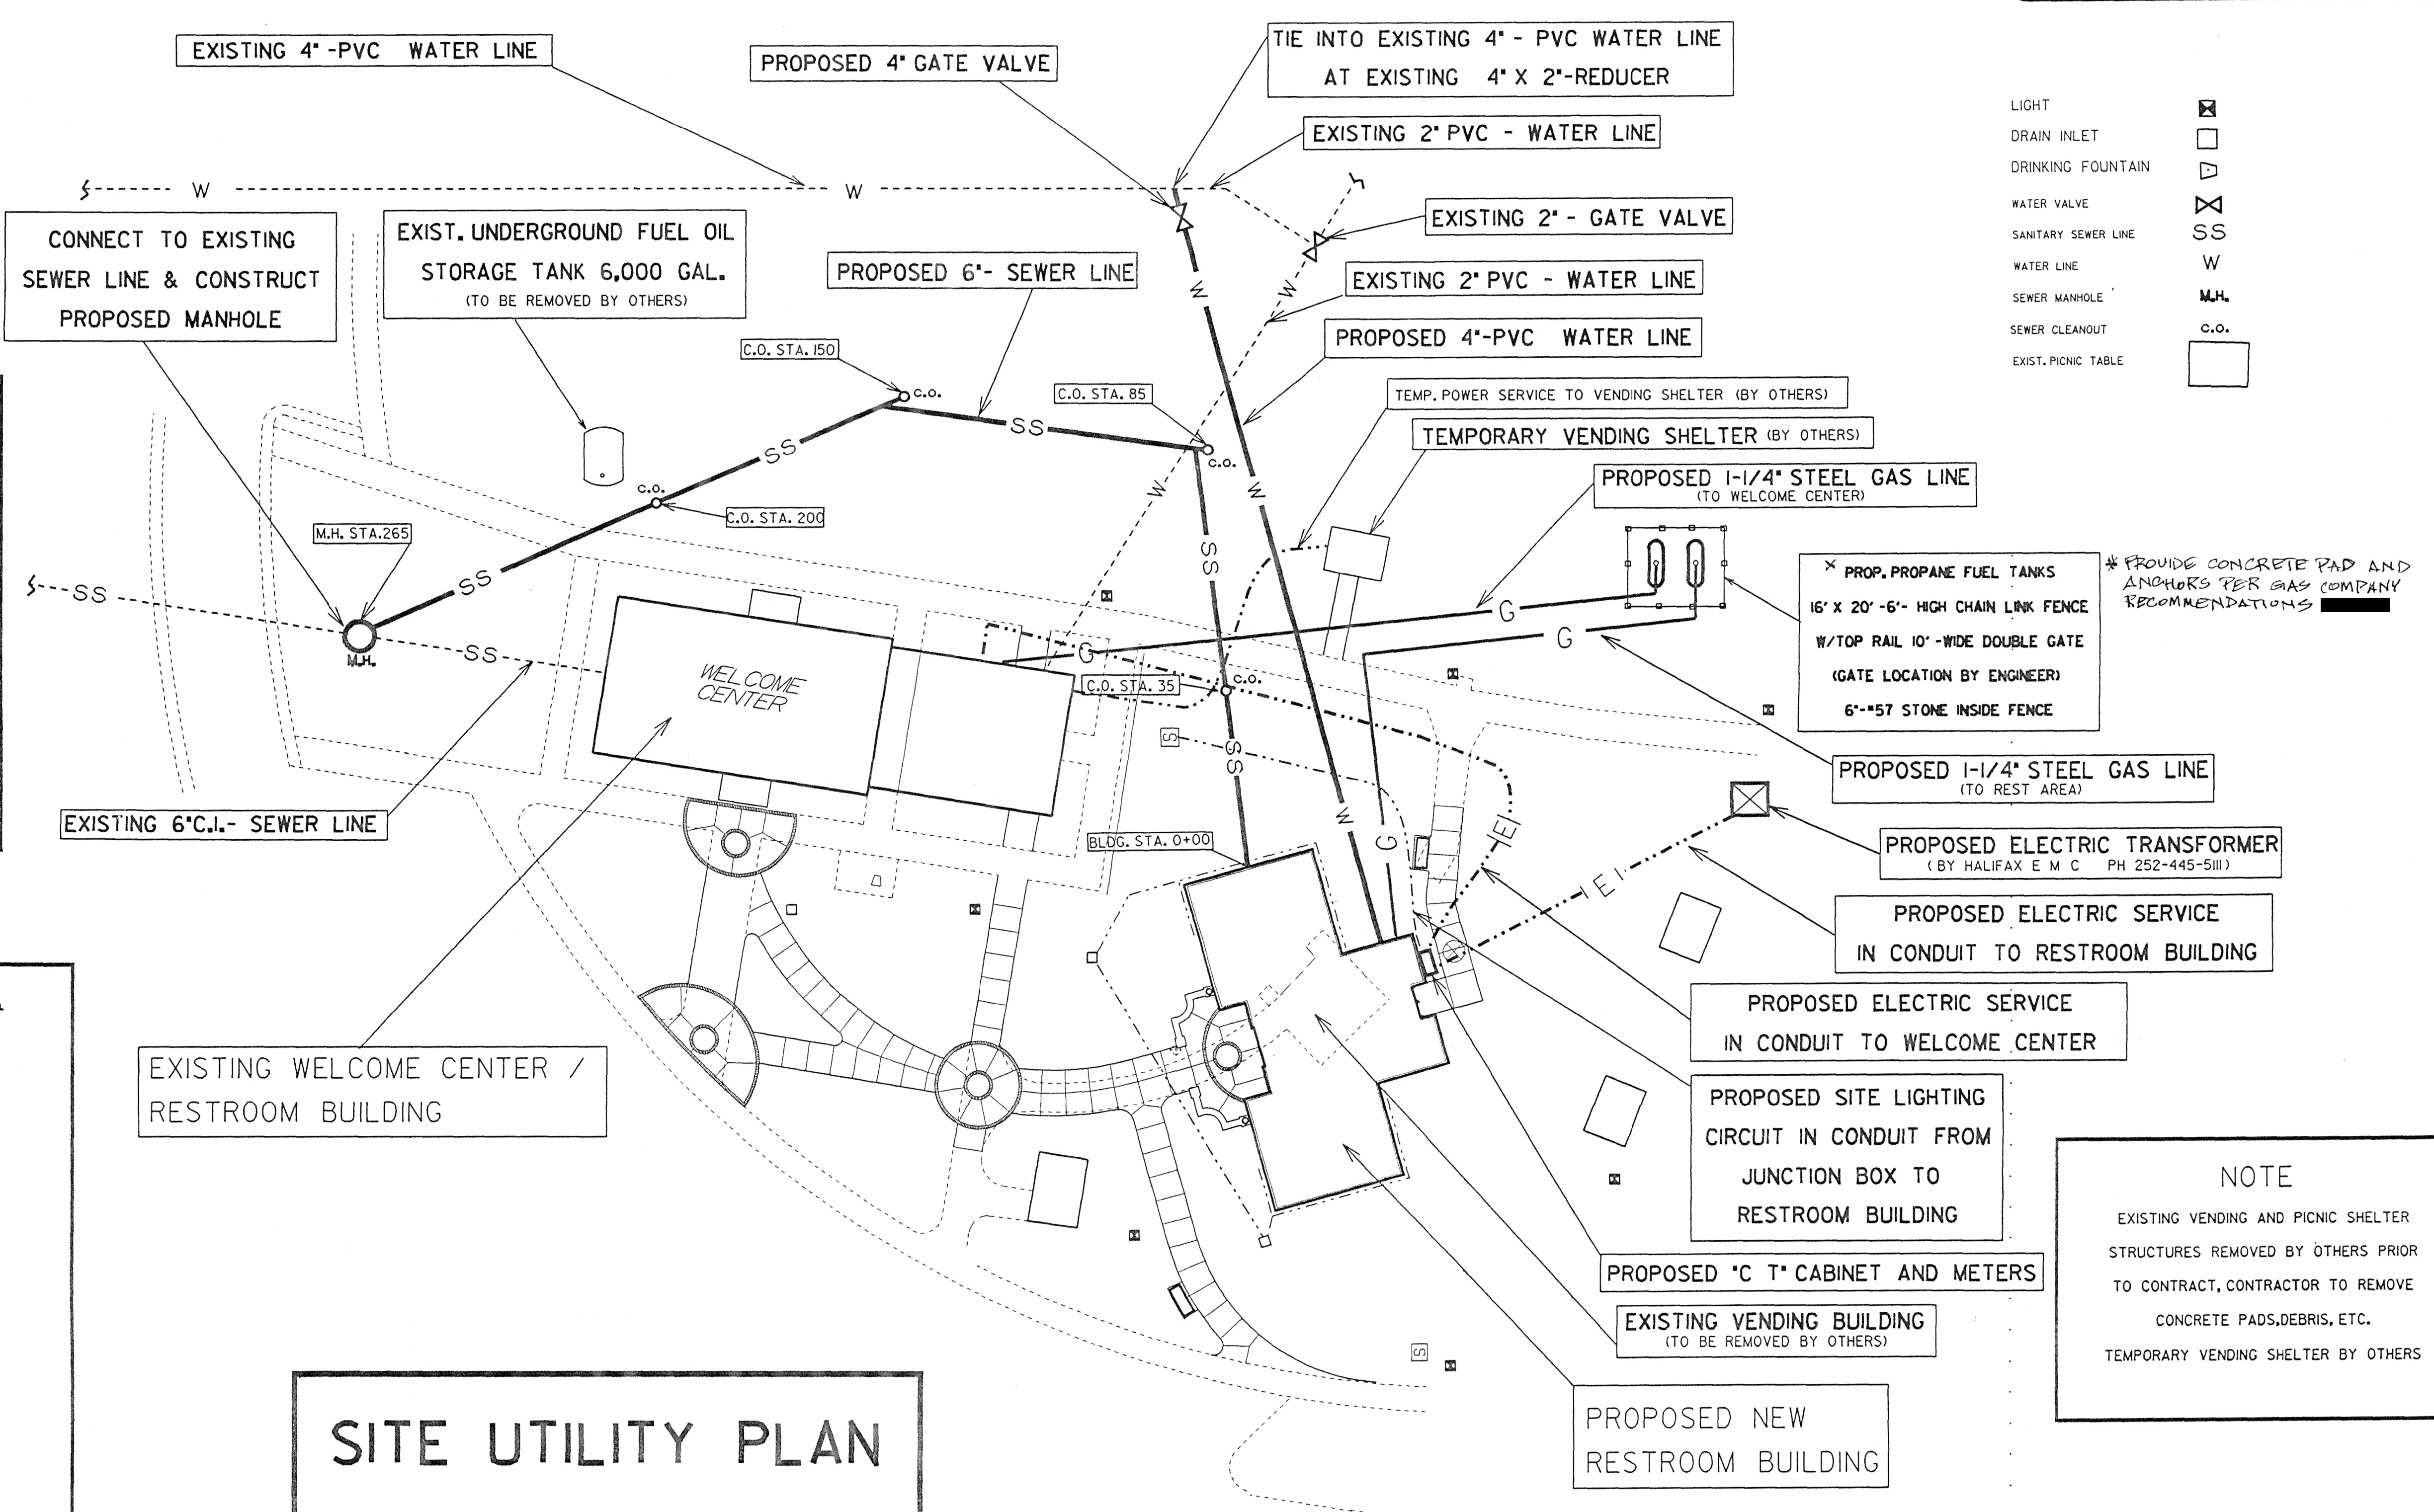 EXISTING 4"-PVC WATER LINE
PROPOSED 4" GATE VALVE
TIE INTO EXISTING 4" - PVC WATER LINE
AT EXISTING 4" X 2"-REDUCER
EXISTING 2" PVC - WATER LINE
LIGHT
DRAIN INLET
DRINKING FOUNTAIN
WATER VALVE
SANITARY SEWER LINE SS
WATER LINE W
SEWER MANHOLE M.H.
SEWER CLEANOUT C.O.
EXIST. PICNIC TABLE
W
W
CONNECT TO EXISTING
SEWER LINE & CONSTRUCT
PROPOSED MANHOLE
EXIST. UNDERGROUND FUEL OIL
STORAGE TANK 6,000 GAL.
(TO BE REMOVED BY OTHERS)
PROPOSED 6"- SEWER LINE
EXISTING 2" - GATE VALVE
EXISTING 2" PVC - WATER LINE
W
W
PROPOSED 4"-PVC WATER LINE
C.O. STA. 150
C.O.
C.O. STA. 85
C.O.
TEMP. POWER SERVICE TO VENDING SHELTER (BY OTHERS)
TEMPORARY VENDING SHELTER (BY OTHERS)
SS
SS
W
W
PROPOSED 1-1/4" STEEL GAS LINE
(TO WELCOME CENTER)
C.O.
C.O. STA. 200
M.H. STA.265
SS
SS
SS
M.H.
SS
* PROP. PROPANE FUEL TANKS
16' X 20' -6'- HIGH CHAIN LINK FENCE
W/TOP RAIL 10' -WIDE DOUBLE GATE
(GATE LOCATION BY ENGINEER)
6"-#57 STONE INSIDE FENCE
* PROVIDE CONCRETE PAD AND
ANCHORS PER GAS COMPANY
RECOMMENDATIONS
G
G
G
WELCOME
CENTER
C.O. STA. 35
C.O.
S
SS
PROPOSED 1-1/4" STEEL GAS LINE
(TO REST AREA)
EXISTING 6"C.I.- SEWER LINE
BLDG. STA. 0+00
W
G
E
E
PROPOSED ELECTRIC TRANSFORMER
(BY HALIFAX E M C PH 252-445-5111)
PROPOSED ELECTRIC SERVICE
IN CONDUIT TO RESTROOM BUILDING
PROPOSED ELECTRIC SERVICE
IN CONDUIT TO WELCOME CENTER
EXISTING WELCOME CENTER /
RESTROOM BUILDING
PROPOSED SITE LIGHTING
CIRCUIT IN CONDUIT FROM
JUNCTION BOX TO
RESTROOM BUILDING
PROPOSED "C T" CABINET AND METERS
EXISTING VENDING BUILDING
(TO BE REMOVED BY OTHERS)
S
PROPOSED NEW
RESTROOM BUILDING
NOTE
EXISTING VENDING AND PICNIC SHELTER
STRUCTURES REMOVED BY OTHERS PRIOR
TO CONTRACT, CONTRACTOR TO REMOVE
CONCRETE PADS,DEBRIS, ETC.
TEMPORARY VENDING SHELTER BY OTHERS
SITE UTILITY PLAN